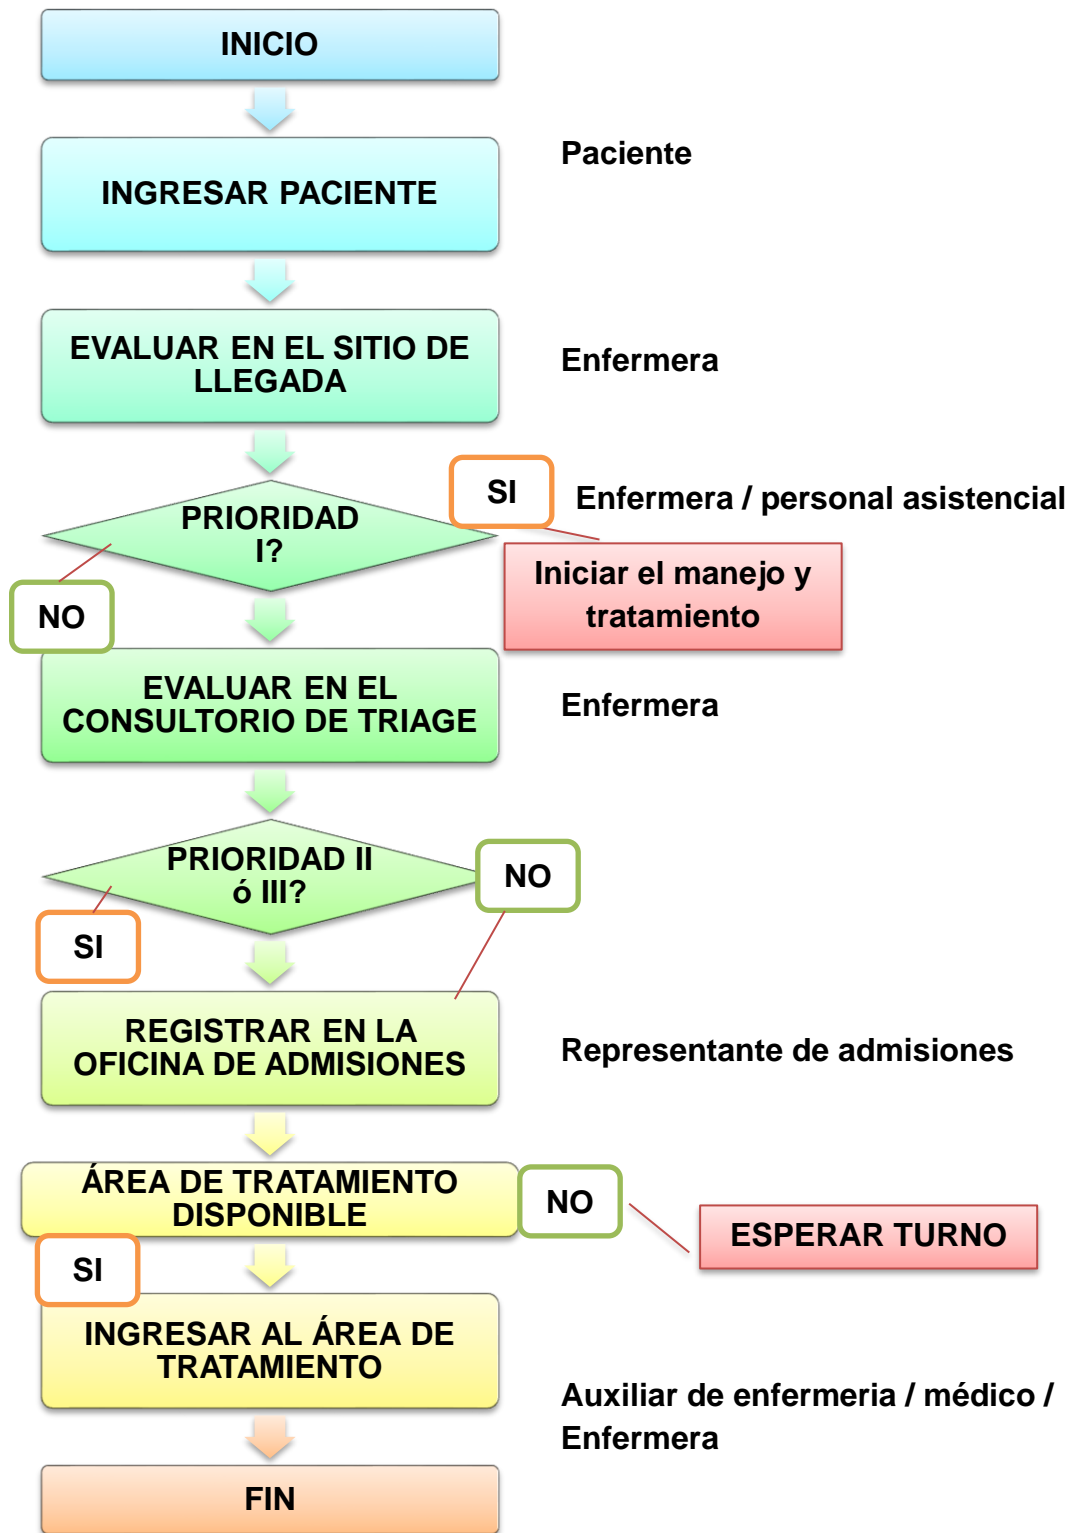 INICIO
Paciente
INGRESAR PACIENTE
EVALUAR EN EL SITIO DE
LLEGADA
Enfermera
SI
Enfermera / personal asistencial
PRIORIDAD
I?
Iniciar el manejo y
tratamiento
NO
EVALUAR EN EL
CONSULTORIO DE TRIAGE
Enfermera
PRIORIDAD II
ó III?
NO
SI
REGISTRAR EN LA
OFICINA DE ADMISIONES
Representante de admisiones
ÁREA DE TRATAMIENTO
DISPONIBLE
NO
ESPERAR TURNO
SI
INGRESAR AL ÁREA DE
TRATAMIENTO
Auxiliar de enfermeria / médico /
Enfermera
FIN